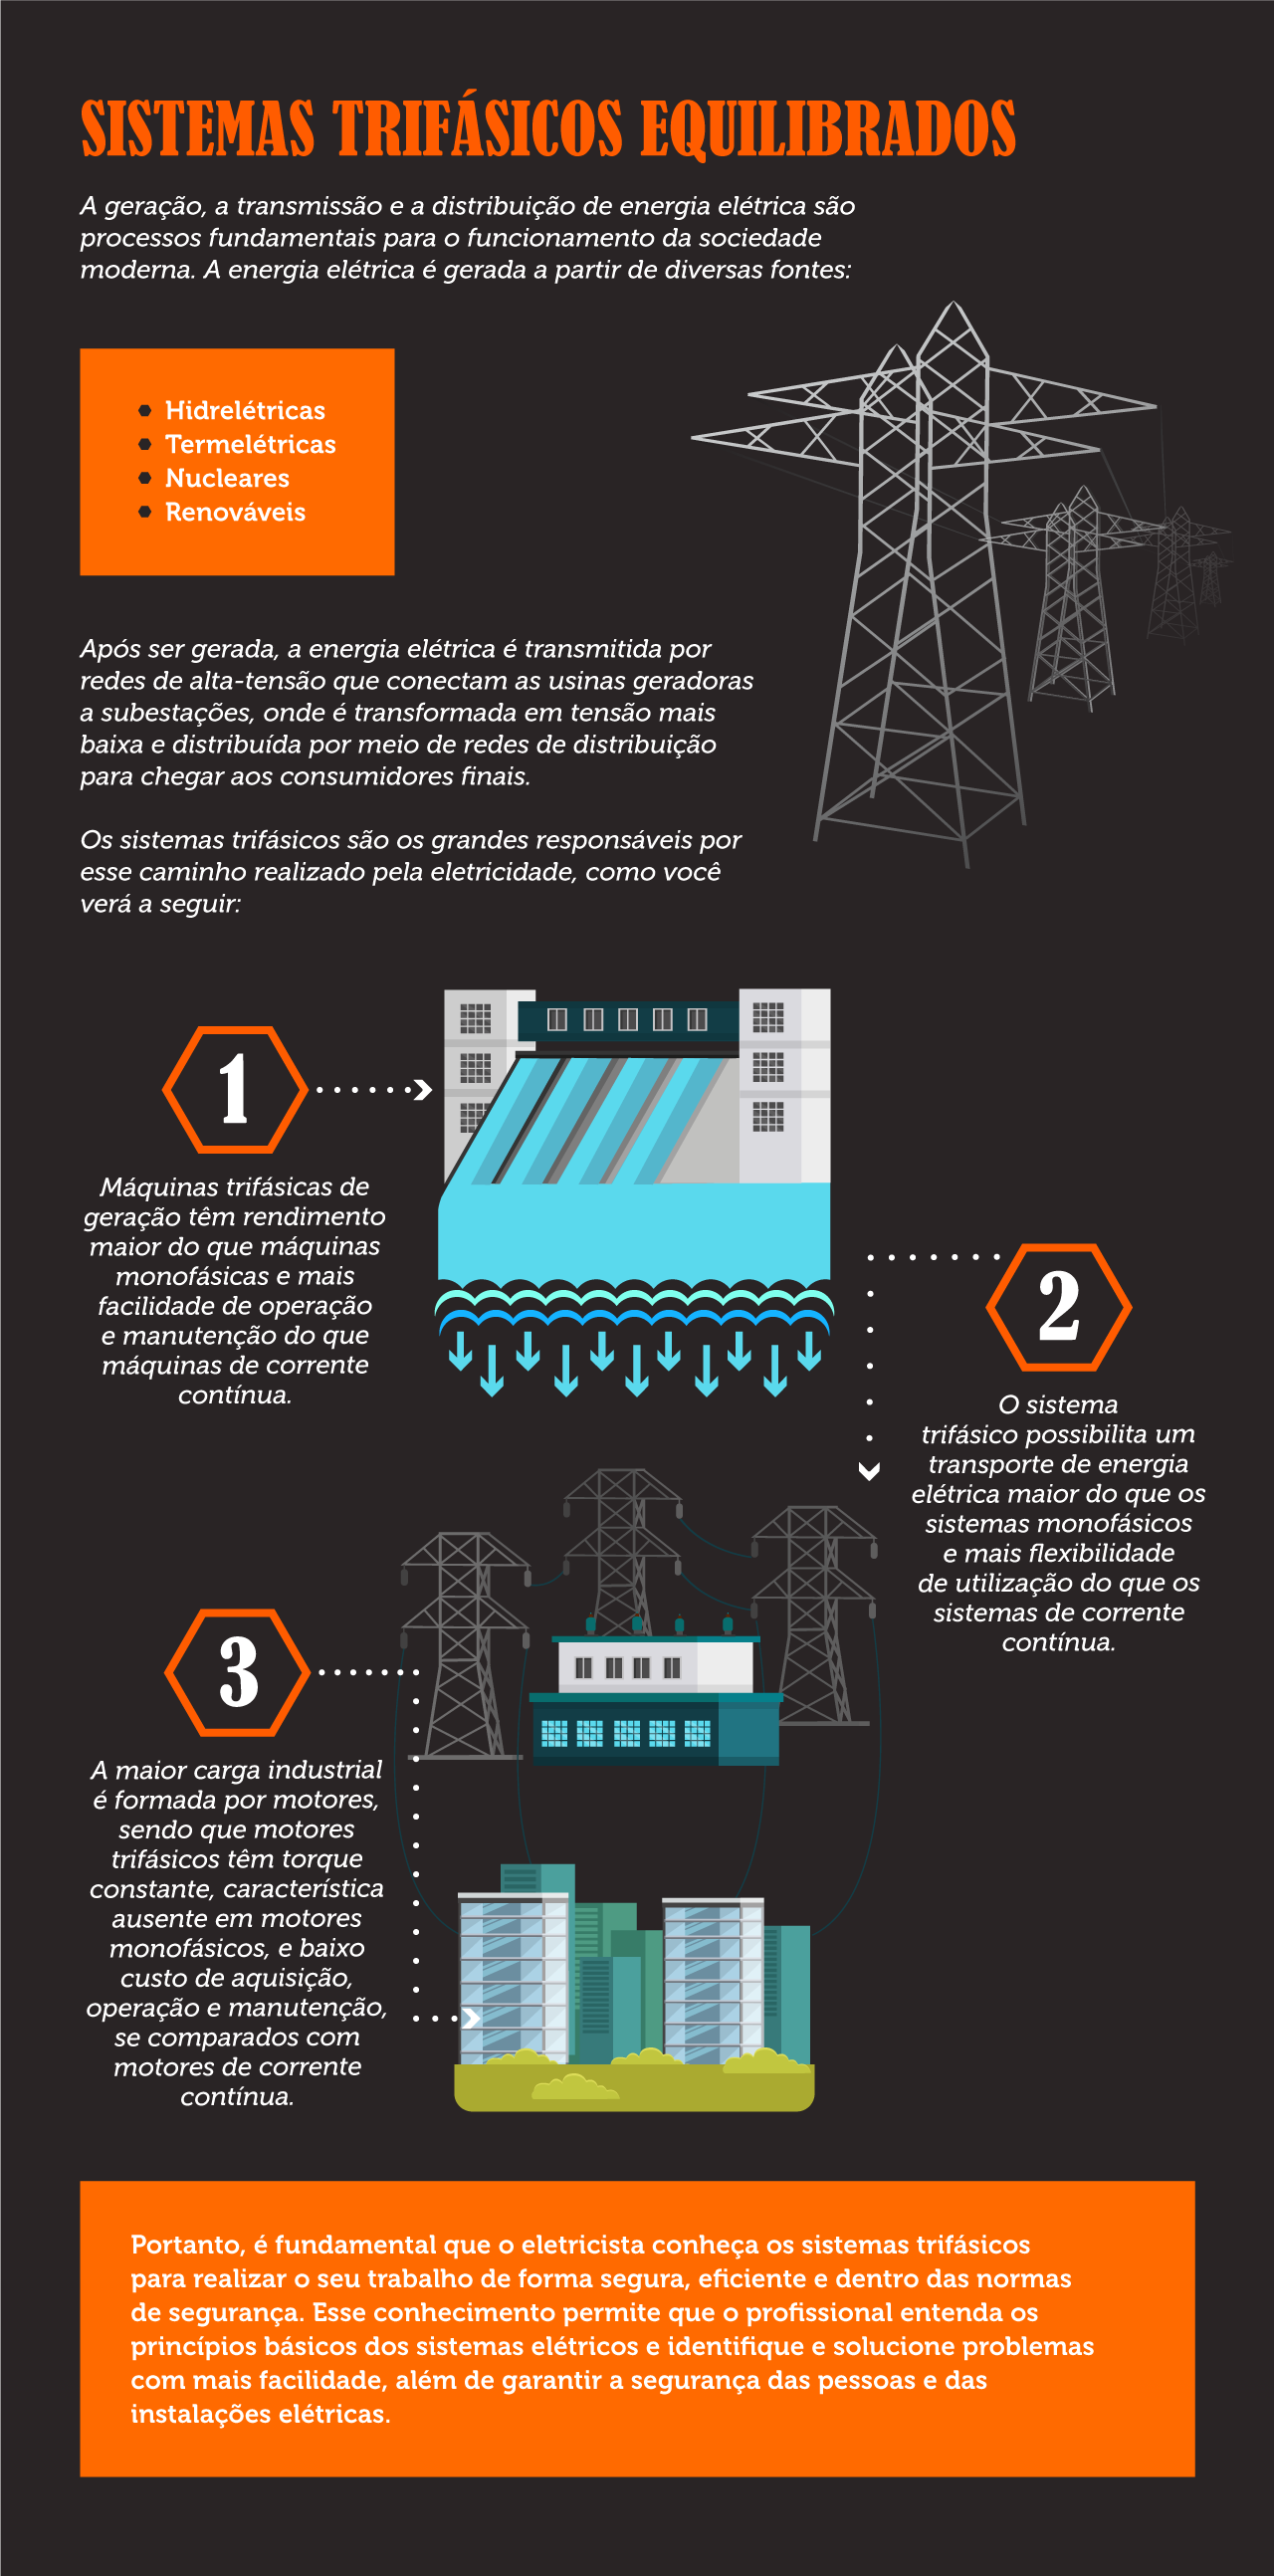 SISTEMAS TRIFÁSICOS EQUILIBRADOS
A geração, a transmissão e a distribuição de energia elétrica são
processos fundamentais para o funcionamento da sociedade
moderna. A energia elétrica é gerada a partir de diversas fontes:
Hidrelétricas
Termelétricas
Nucleares
Renováveis
Após ser gerada, a energia elétrica é transmitida por
redes de alta-tensão que conectam as usinas geradoras
a subestações, onde é transformada em tensão mais
baixa e distribuída por meio de redes de distribuição
para chegar aos consumidores finais.
Os sistemas trifásicos são os grandes responsáveis por
esse caminho realizado pela eletricidade, como você
verá a seguir:
1
Máquinas trifásicas de
geração têm rendimento
maior do que máquinas
monofásicas e mais
facilidade de operação
e manutenção do que
máquinas de corrente
contínua.
2
O sistema
trifásico possibilita um
transporte de energia
elétrica maior do que os
sistemas monofásicos
e mais flexibilidade
de utilização do que os
sistemas de corrente
contínua.
3
A maior carga industrial
é formada por motores,
sendo que motores
trifásicos têm torque
constante, característica
ausente em motores
monofásicos, e baixo
custo de aquisição,
operação e manutenção,
se comparados com
motores de corrente
contínua.
Portanto, é fundamental que o eletricista conheça os sistemas trifásicos
para realizar o seu trabalho de forma segura, eficiente e dentro das normas
de segurança. Esse conhecimento permite que o profissional entenda os
princípios básicos dos sistemas elétricos e identifique e solucione problemas
com mais facilidade, além de garantir a segurança das pessoas e das
instalações elétricas.